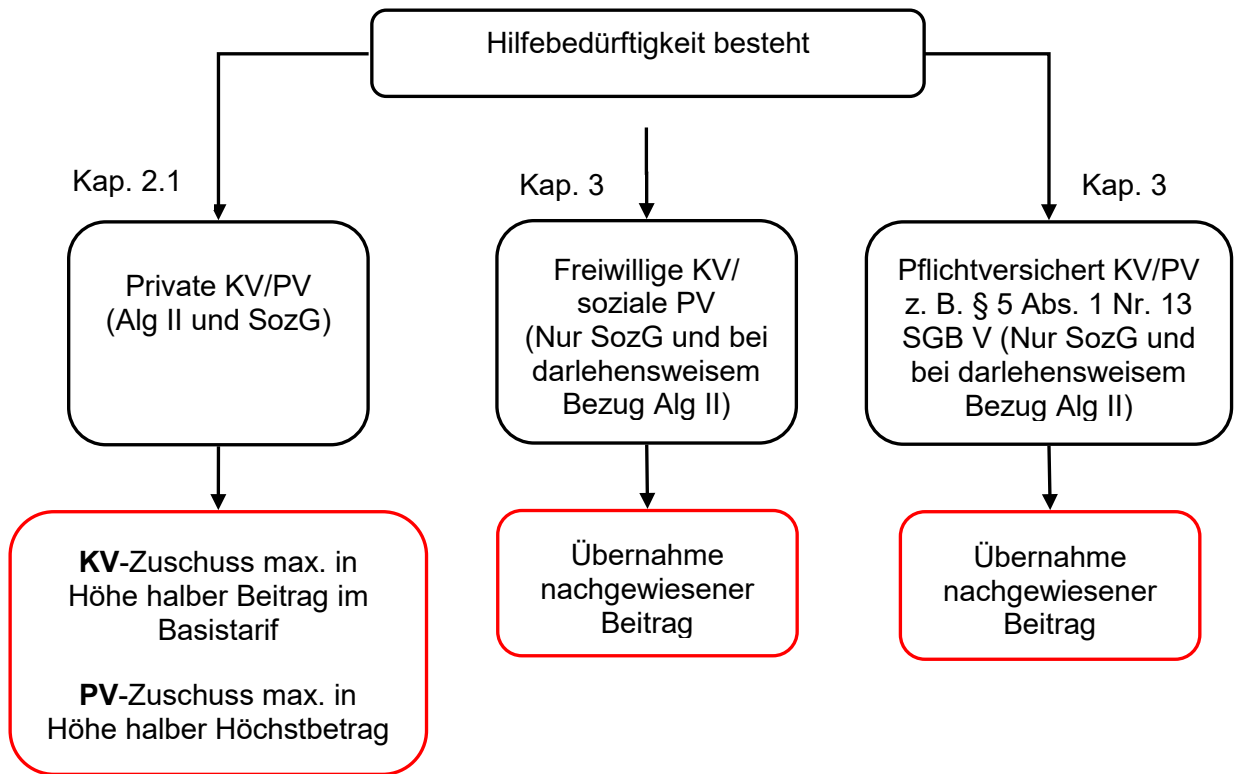 Hilfebedürftigkeit besteht
Kap. 2.1
Kap. 3
Kap. 3
Private KV/PV
(Alg II und SozG)
Freiwillige KV/
soziale PV
(Nur SozG und bei
darlehensweisem
Bezug Alg II)
Pflichtversichert KV/PV
z. B. § 5 Abs. 1 Nr. 13
SGB V (Nur SozG und
bei darlehensweisem
Bezug Alg II)
KV-Zuschuss max. in
Höhe halber Beitrag im
Basistarif
PV-Zuschuss max. in
Höhe halber Höchstbetrag
Übernahme
nachgewiesener
Beitrag
Übernahme
nachgewiesener
Beitrag